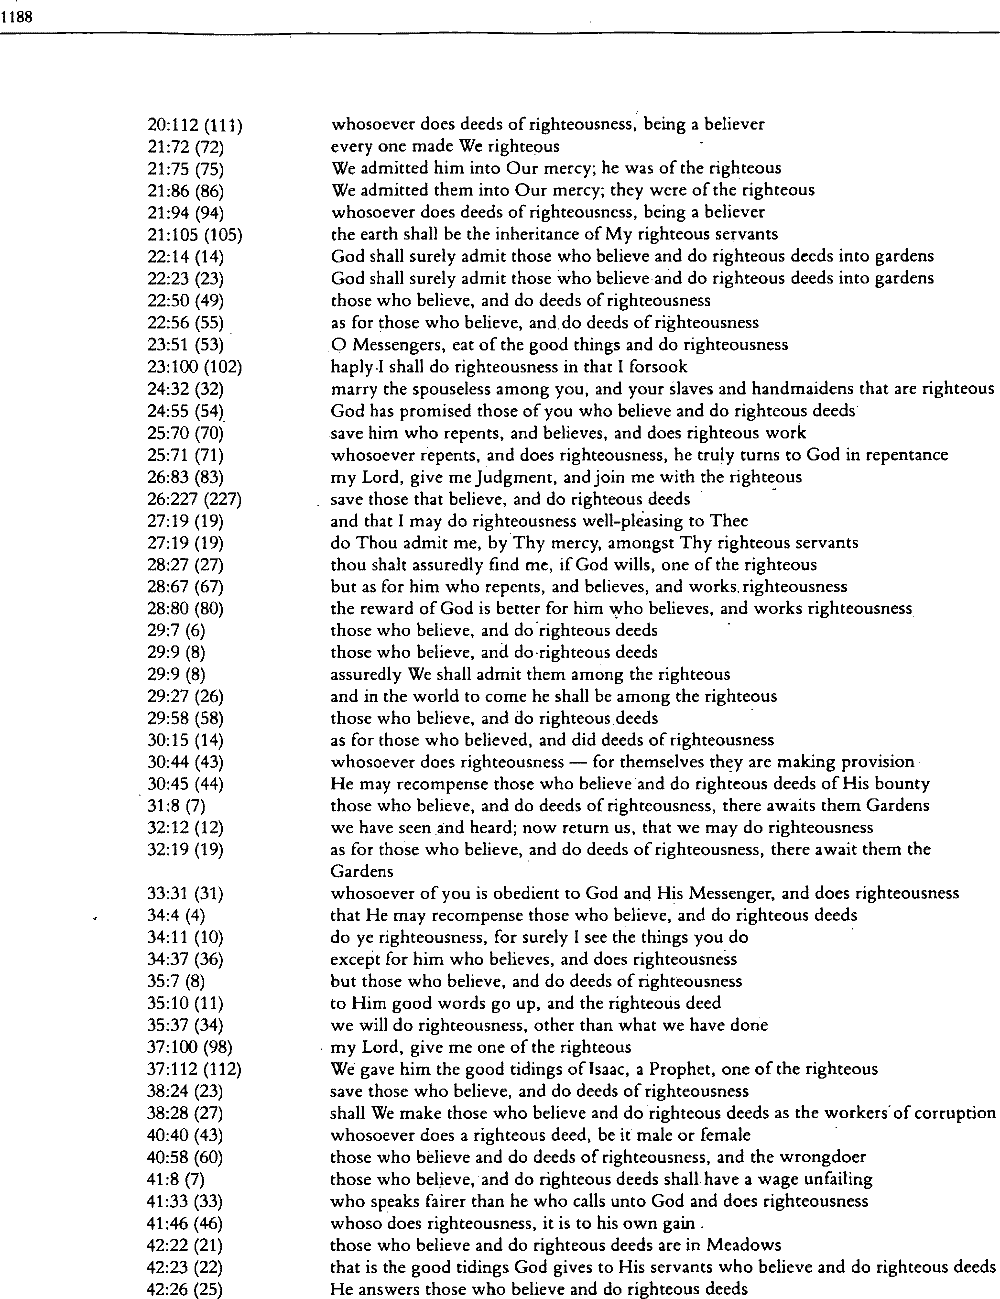 1188
20:112 (111) whosoever does deeds of righteousness, being a believer
21:72 (72) every one made We righteous
21:75 (75) We admitted him into Our mercy; he was of the righteous
21:86 (86) We admitted them into Our mercy; they were of the righteous
21:94 (94) whosoever does deeds of righteousness, being a believer
21:105 (105) the earth shall be the inheritance of My righteous servants
22:14 (14) God shall surely admit those who believe and do righteous deeds into gardens
22:23 (23) God shall surely admit those who believe and do righteous deeds into gardens
22:50 (49) those who believe, and do deeds of righteousness
22:56 (55) as for those who believe, and do deeds of righteousness
23:51 (53) O Messengers, eat of the good things and do righteousness
23:100 (102) haply I shall do righteousness in that I forsook
24:32 (32) marry the spouseless among you, and your slaves and handmaidens that are righteous
24:55 (54) God has promised those of you who believe and do righteous deeds
25:70 (70) save him who repents, and believes, and does righteous work
25:71 (71) whosoever repents, and does righteousness, he truly turns to God in repentance
26:83 (83) my Lord, give me Judgment, and join me with the righteous
26:227 (227) save those that believe, and do righteous deeds
27:19 (19) and that I may do righteousness well-pleasing to Thee
27:19 (19) do Thou admit me, by Thy mercy, amongst Thy righteous servants
28:27 (27) thou shalt assuredly find me, if God wills, one of the righteous
28:67 (67) but as for him who repents, and believes, and works righteousness
28:80 (80) the reward of God is better for him who believes, and works righteousness
29:7 (6) those who believe, and do righteous deeds
29:9 (8) those who believe, and do righteous deeds
29:9 (8) assuredly We shall admit them among the righteous
29:27 (26) and in the world to come he shall be among the righteous
29:58 (58) those who believe, and do righteous deeds
30:15 (14) as for those who believed, and did deeds of righteousness
30:44 (43) whosoever does righteousness — for themselves they are making provision
30:45 (44) He may recompense those who believe and do righteous deeds of His bounty
31:8 (7) those who believe, and do deeds of righteousness, there awaits them Gardens
32:12 (12) we have seen and heard; now return us, that we may do righteousness
32:19 (19) as for those who believe, and do deeds of righteousness, there await them the
Gardens
33:31 (31) whosoever of you is obedient to God and His Messenger, and does righteousness
34:4 (4) that He may recompense those who believe, and do righteous deeds
34:11 (10) do ye righteousness, for surely I see the things you do
34:37 (36) except for him who believes, and does righteousness
35:7 (8) but those who believe, and do deeds of righteousness
35:10 (11) to Him good words go up, and the righteous deed
35:37 (34) we will do righteousness, other than what we have done
37:100 (98) my Lord, give me one of the righteous
37:112 (112) We gave him the good tidings of Isaac, a Prophet, one of the righteous
38:24 (23) save those who believe, and do deeds of righteousness
38:28 (27) shall We make those who believe and do righteous deeds as the workers of corruption
40:40 (43) whosoever does a righteous deed, be it male or female
40:58 (60) those who believe and do deeds of righteousness, and the wrongdoer
41:8 (7) those who believe, and do righteous deeds shall have a wage unfailing
41:33 (33) who speaks fairer than he who calls unto God and does righteousness
41:46 (46) whoso does righteousness, it is to his own gain
42:22 (21) those who believe and do righteous deeds are in Meadows
42:23 (22) that is the good tidings God gives to His servants who believe and do righteous deeds
42:26 (25) He answers those who believe and do righteous deeds